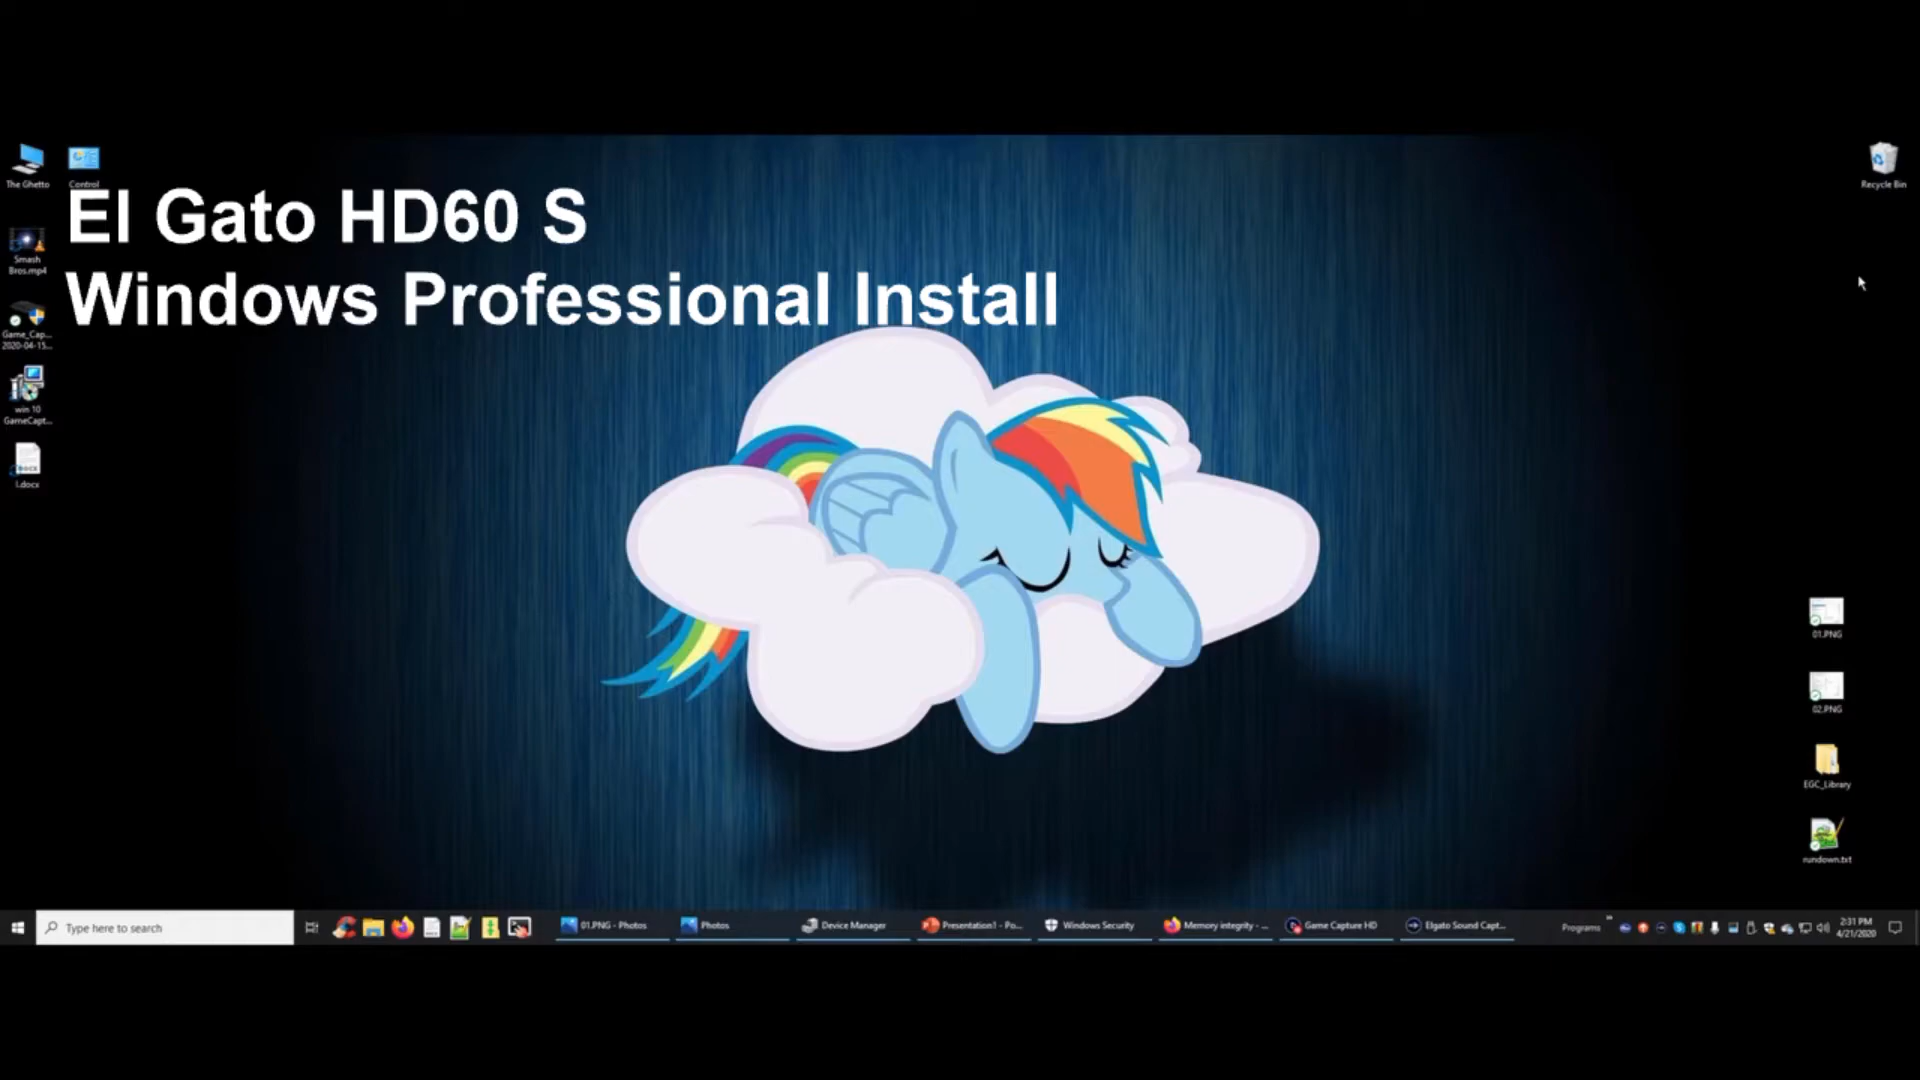 The Ghetto
Control
El Gato HD60 S
Windows Professional Install
Recycle Bin
Smash
Bros.mp4
Game_Cap...
2020-04-15...
win 10
GameCapt...
l.docx
01.PNG
02.PNG
EGC_Library
rundown.txt
Type here to search
01.PNG - Photos
Photos
Device Manager
Presentation1 - Po...
Windows Security
Memory integrity - ...
Game Capture HD
Elgato Sound Capt...
Programs
2:31 PM
4/21/2020